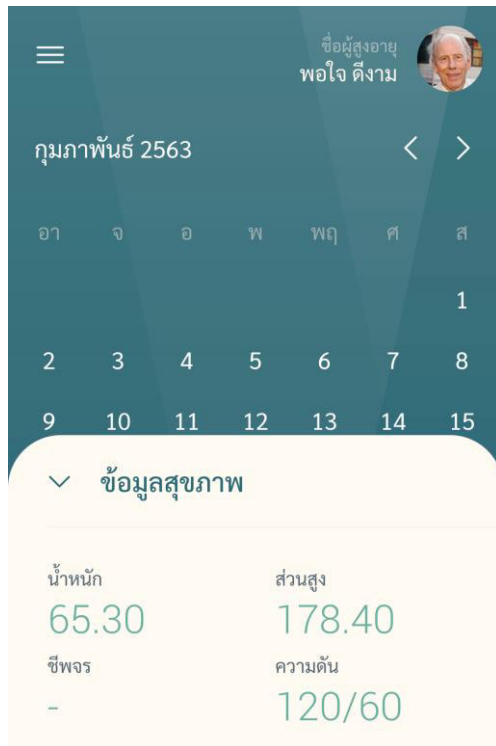 ชื่อผู้สูงอายุ
พอใจ ดีงาม
กุมภาพันธ์ 2563
อา จ อ พ พฤ ศ ส
1
2 3 4 5 6 7 8
9 10 11 12 13 14 15
ข้อมูลสุขภาพ
น้ำหนัก ส่วนสูง
65.30 178.40
ชีพจร ความดัน
- 120/60